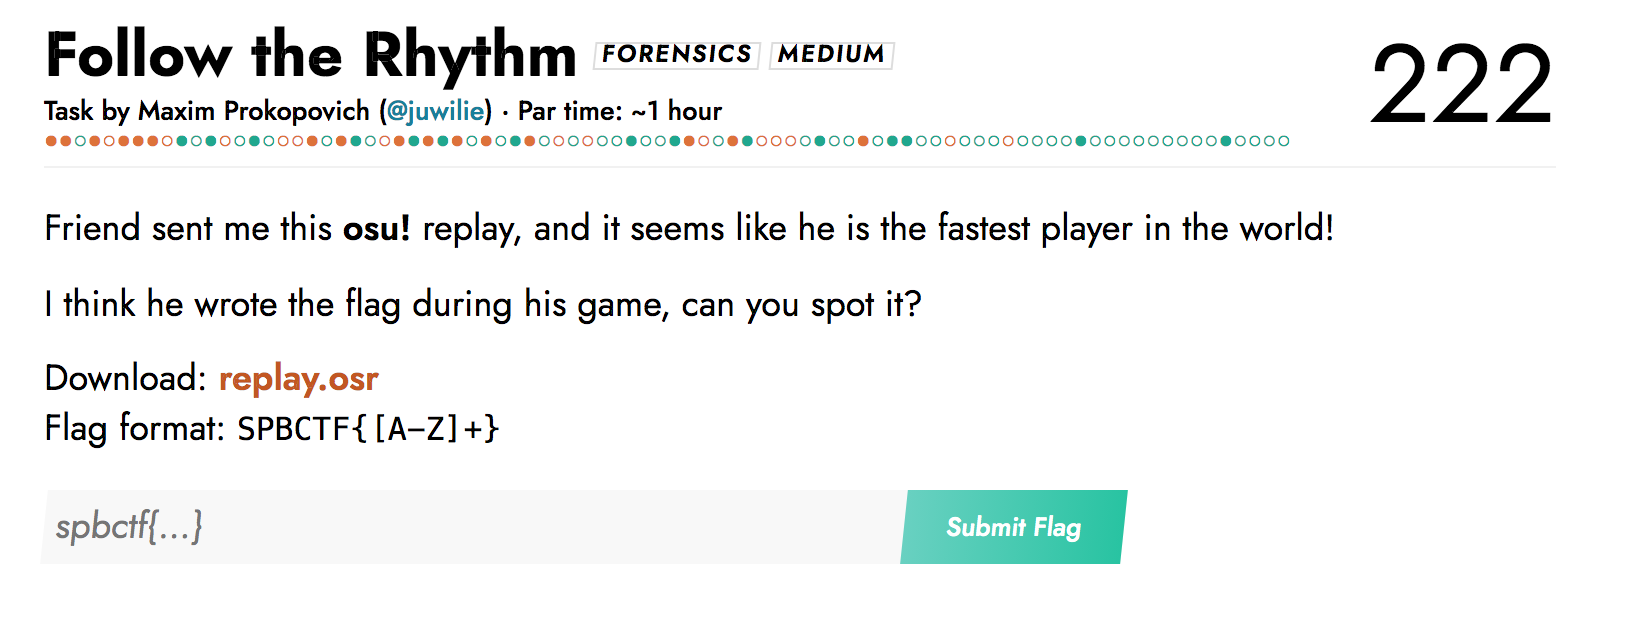 Follow the Rhythm FORENSICS MEDIUM 222
Task by Maxim Prokopovich (@juwilie) · Par time: ~1 hour
Friend sent me this osu! replay, and it seems like he is the fastest player in the world!
I think he wrote the flag during his game, can you spot it?
Download: replay.osr
Flag format: SPBCTF{[A–Z]+}
spbctf{...} Submit Flag